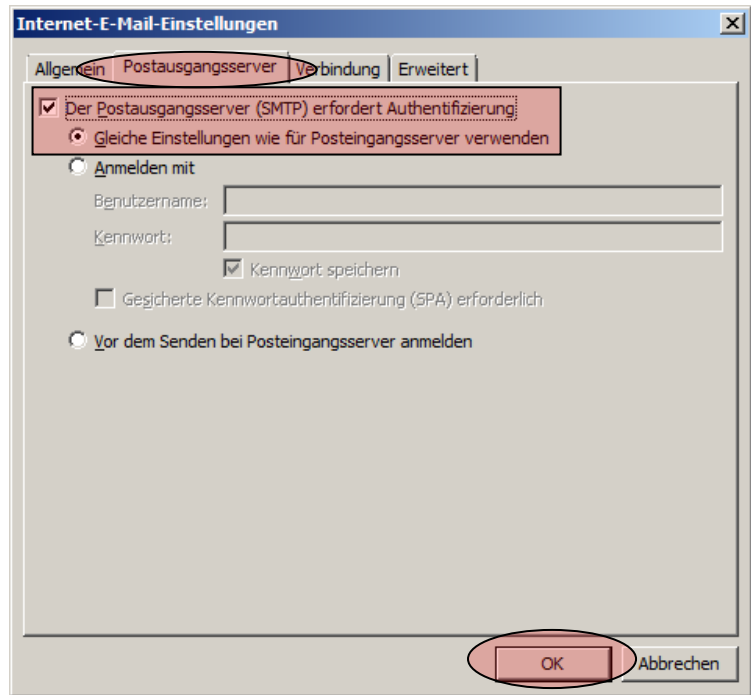 Internet-E-Mail-Einstellungen
Allgemein Postausgangsserver Verbindung Erweitert
Der Postausgangsserver (SMTP) erfordert Authentifizierung
Gleiche Einstellungen wie für Posteingangsserver verwenden
Anmelden mit
Benutzername:
Kennwort:
Kennwort speichern
Gesicherte Kennwortauthentifizierung (SPA) erforderlich
Vor dem Senden bei Posteingangsserver anmelden
OK Abbrechen